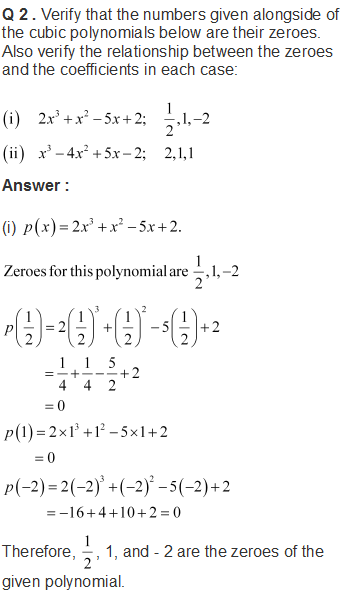 Q 2 . Verify that the numbers given alongside of
the cubic polynomials below are their zeroes.
Also verify the relationship between the zeroes
and the coefficients in each case:
(i) 2x³ + x² − 5x + 2; 1/2, 1, −2
(ii) x³ − 4x² + 5x − 2; 2,1,1
Answer :
(i) p(x) = 2x³ + x² − 5x + 2.
Zeroes for this polynomial are 1/2, 1, −2
p(1/2) = 2(1/2)³ + (1/2)² − 5(1/2) + 2
= 1/4 + 1/4 − 5/2 + 2
= 0
p(1) = 2×1³ + 1² − 5×1 + 2
= 0
p(−2) = 2(−2)³ + (−2)² − 5(−2) + 2
= −16 + 4 + 10 + 2 = 0
Therefore, 1/2, 1, and - 2 are the zeroes of the
given polynomial.